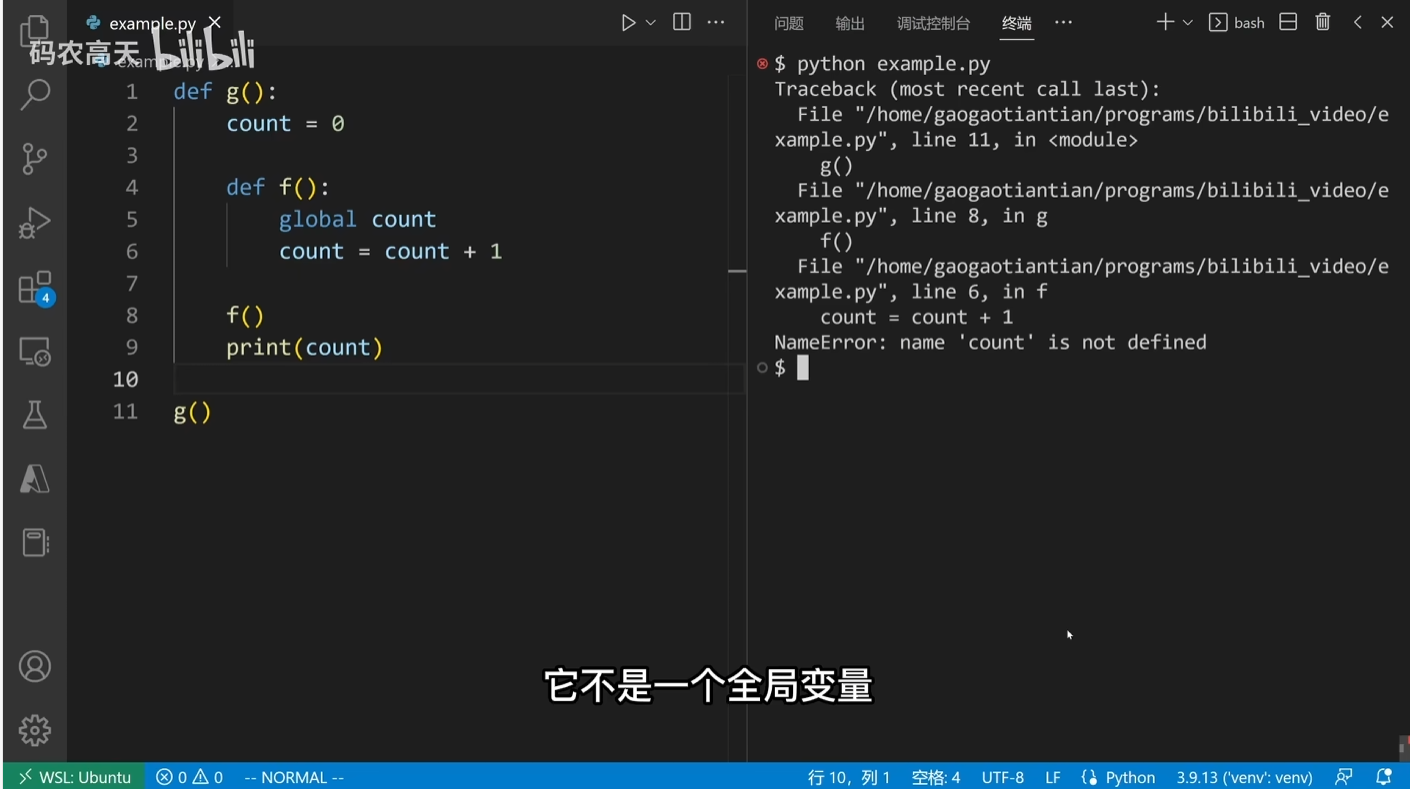 example.py
码农高天 bilibili
example.py
1 def g():
2     count = 0
3
4     def f():
5         global count
6         count = count + 1
7
8     f()
9     print(count)
10
11 g()
4
问题 输出 调试控制台 终端 ··· bash
$ python example.py
Traceback (most recent call last):
  File "/home/gaogaotiantian/programs/bilibili_video/e
xample.py", line 11, in <module>
    g()
  File "/home/gaogaotiantian/programs/bilibili_video/e
xample.py", line 8, in g
    f()
  File "/home/gaogaotiantian/programs/bilibili_video/e
xample.py", line 6, in f
    count = count + 1
NameError: name 'count' is not defined
$
它不是一个全局变量
WSL: Ubuntu 0 0 -- NORMAL -- 行 10，列 1 空格: 4 UTF-8 LF Python 3.9.13 ('venv': venv)